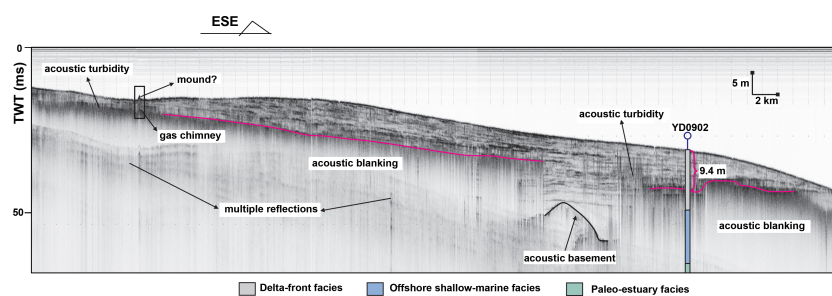 ESE
0
TWT (ms)
50
acoustic turbidity
mound?
gas chimney
acoustic blanking
multiple reflections
acoustic basement
acoustic turbidity
YD0902
9.4 m
acoustic blanking
5 m
2 km
Delta-front facies
Offshore shallow-marine facies
Paleo-estuary facies